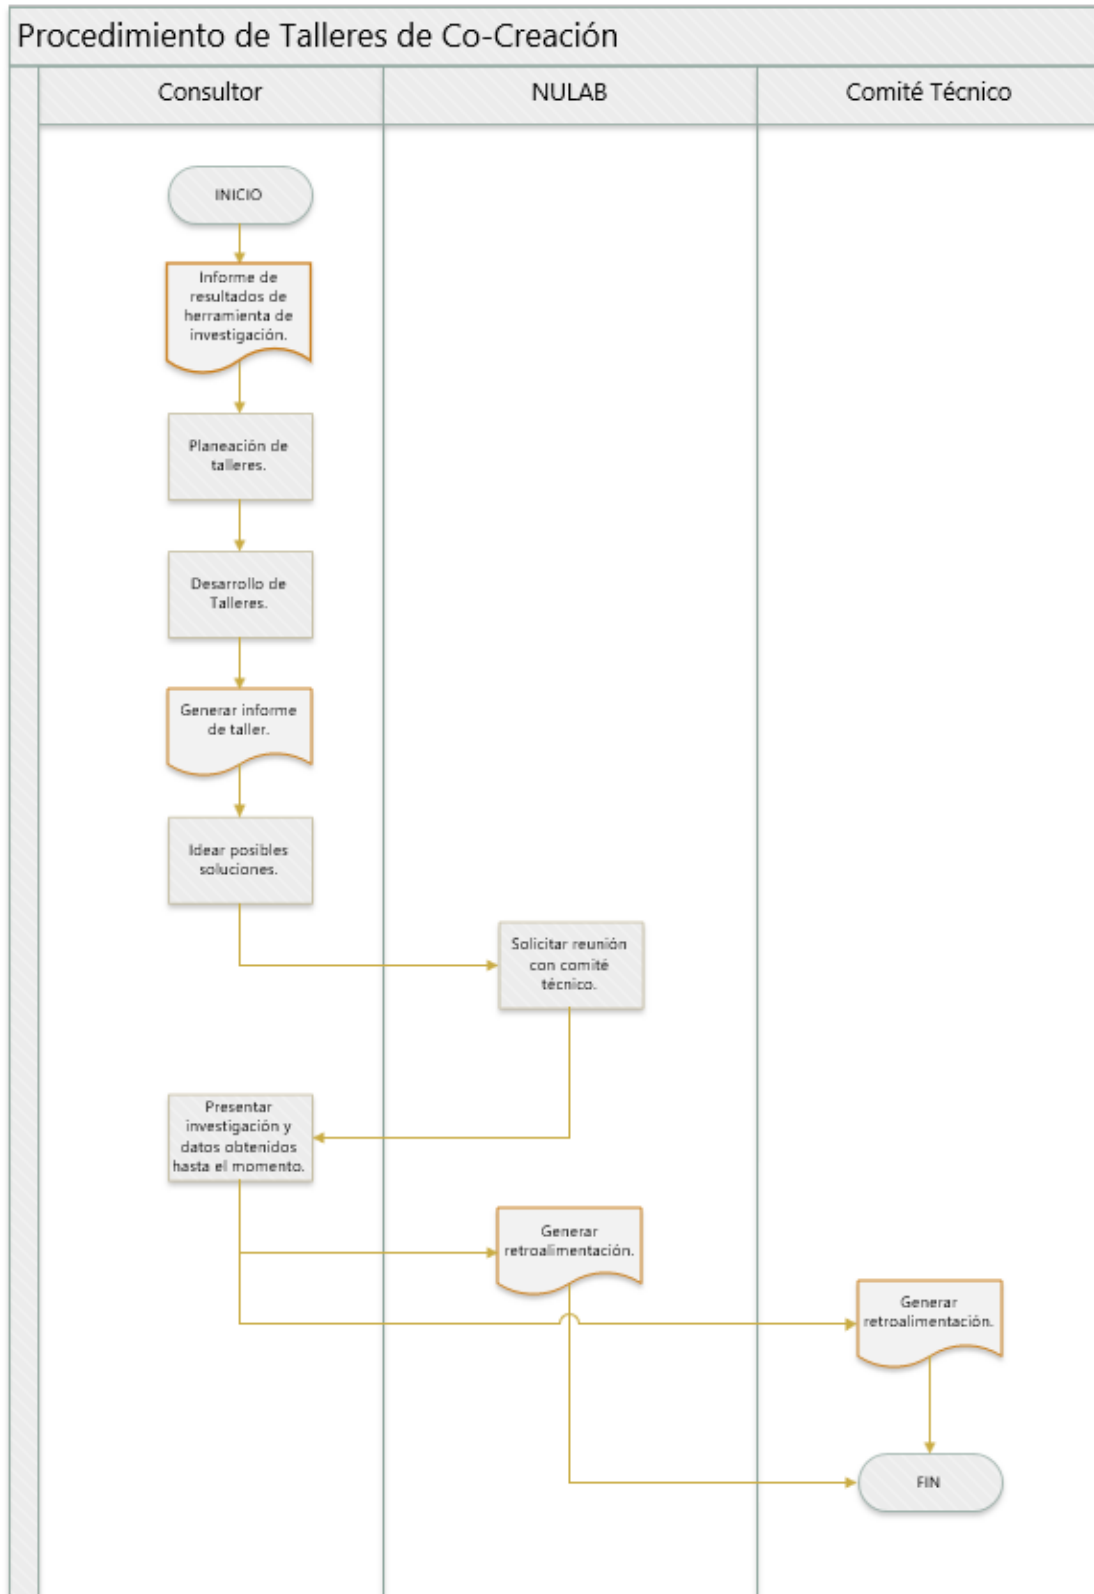 Procedimiento de Talleres de Co-Creación
Consultor
NULAB
Comité Técnico
INICIO
Informe de
resultados de
herramienta de
investigación.
Planeación de
talleres.
Desarrollo de
Talleres.
Generar informe
de taller.
Idear posibles
soluciones.
Solicitar reunión
con comité
técnico.
Presentar
investigación y
datos obtenidos
hasta el momento.
Generar
retroalimentación.
Generar
retroalimentación.
FIN